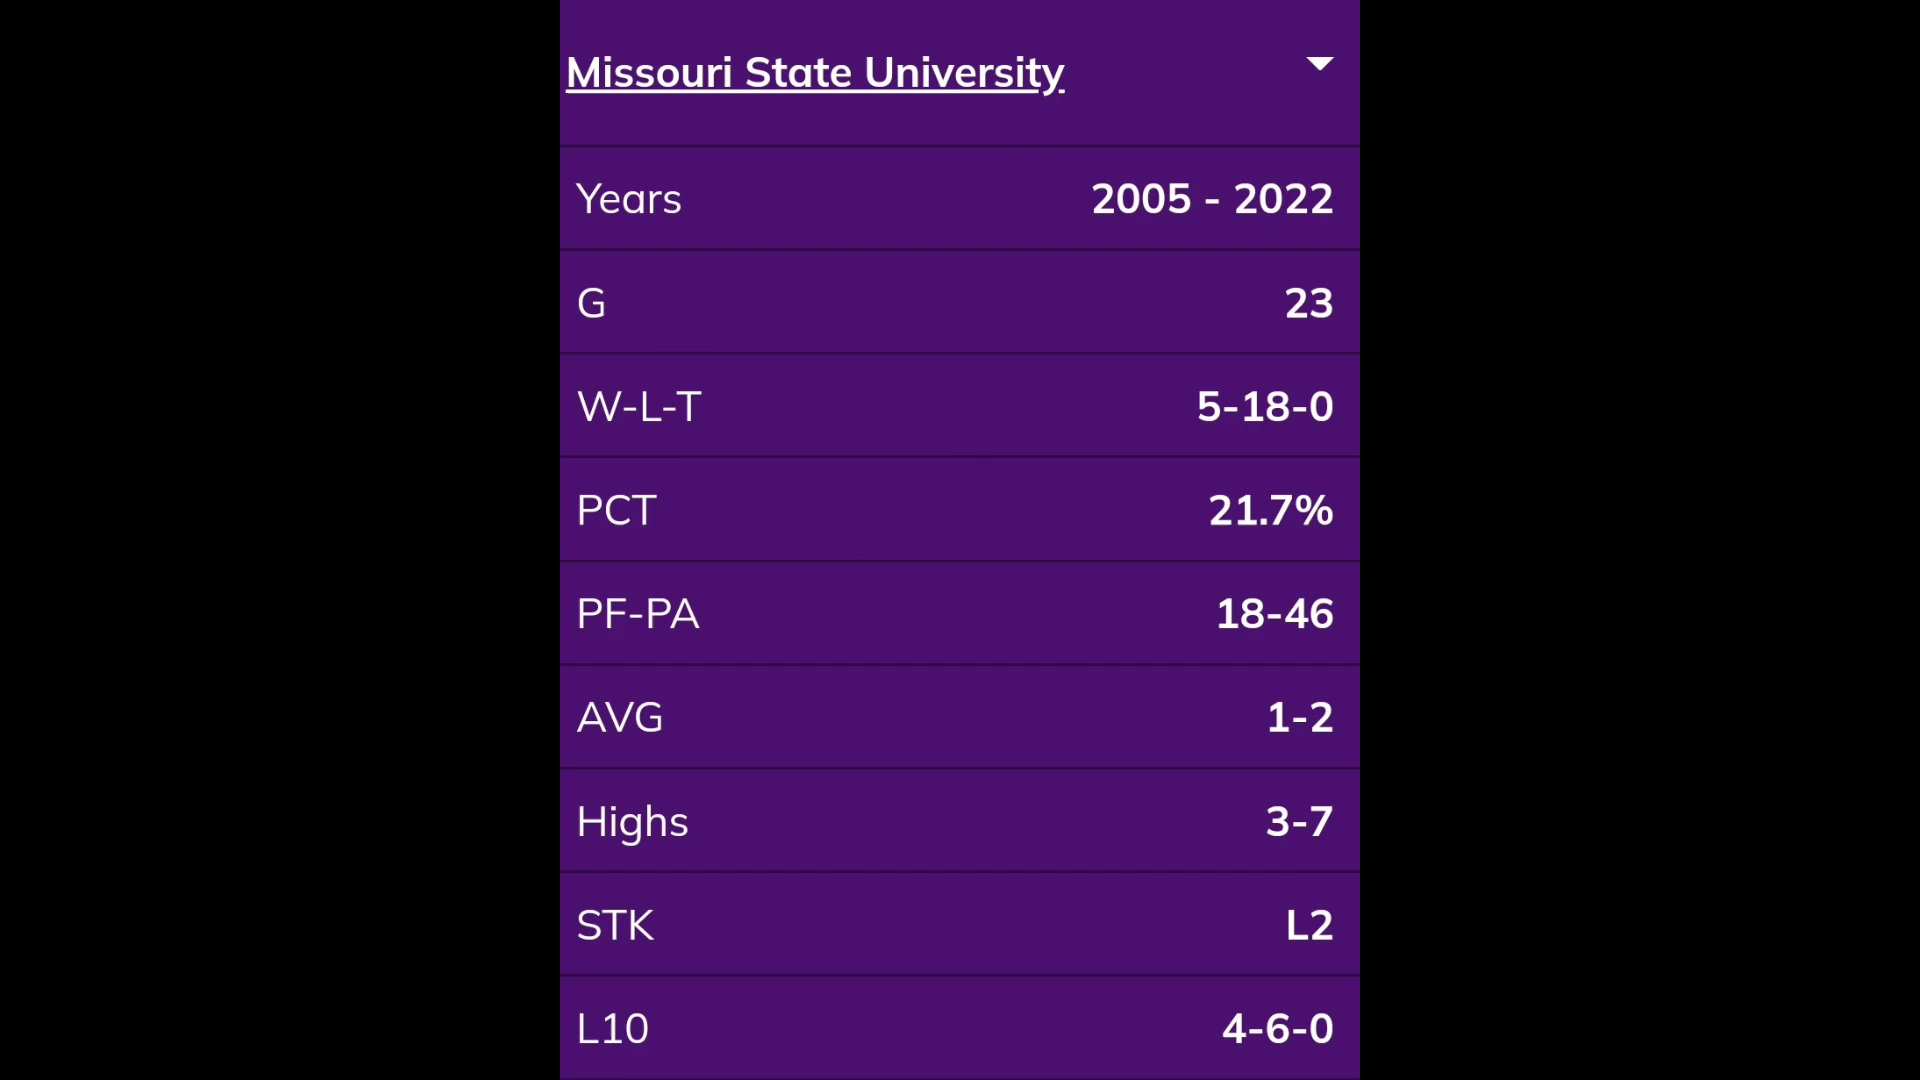 Missouri State University
Years 2005 - 2022
G 23
W-L-T 5-18-0
PCT 21.7%
PF-PA 18-46
AVG 1-2
Highs 3-7
STK L2
L10 4-6-0